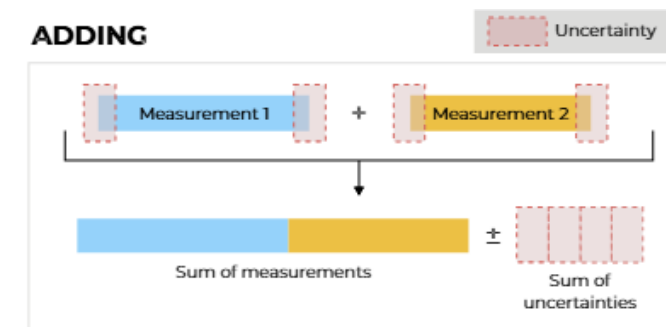 ADDING
Uncertainty
Measurement 1 + Measurement 2
± 
Sum of measurements
Sum of
uncertainties